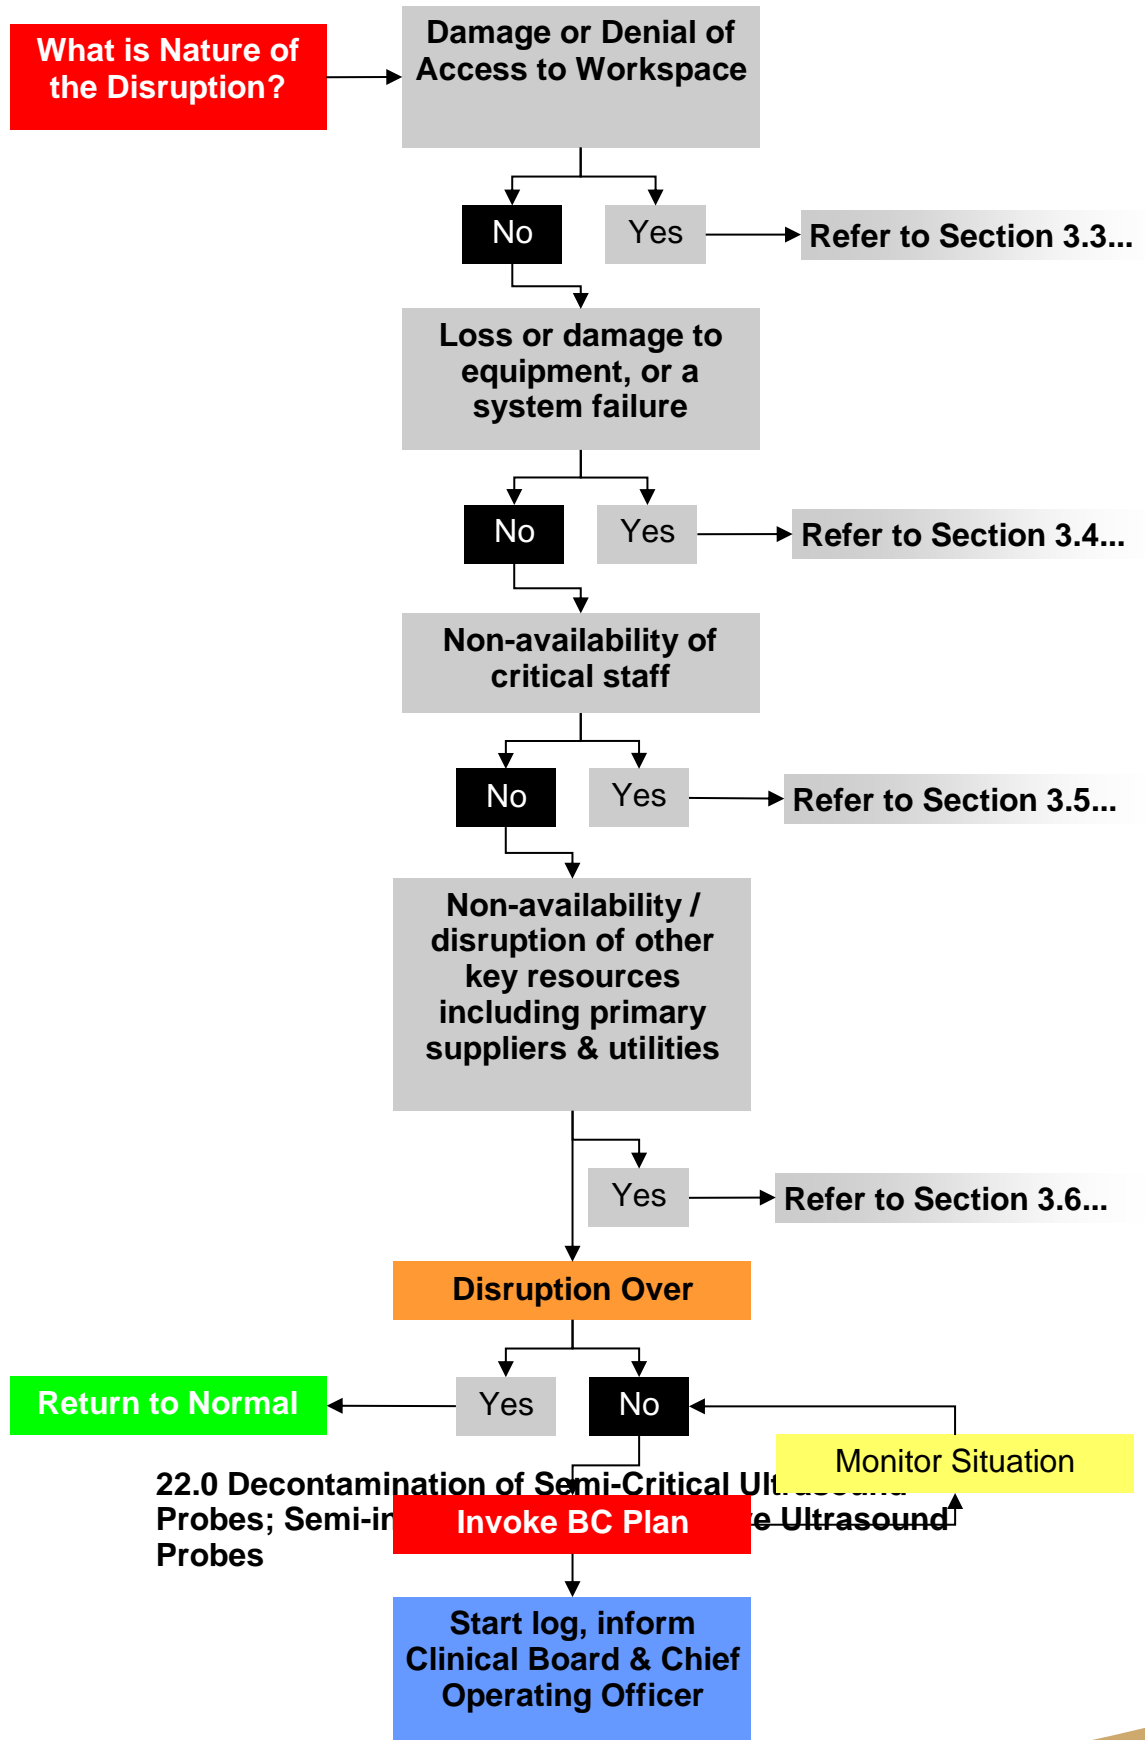 What is Nature of
the Disruption?
Damage or Denial of
Access to Workspace
No
Yes
Refer to Section 3.3...
Loss or damage to
equipment, or a
system failure
No
Yes
Refer to Section 3.4...
Non-availability of
critical staff
No
Yes
Refer to Section 3.5...
Non-availability /
disruption of other
key resources
including primary
suppliers & utilities
Yes
Refer to Section 3.6...
Disruption Over
Return to Normal
Yes
No
Monitor Situation
22.0 Decontamination of Semi-Critical Ultrasound
Probes; Ultrasound
Probes
Invoke BC Plan
Start log, inform
Clinical Board & Chief
Operating Officer